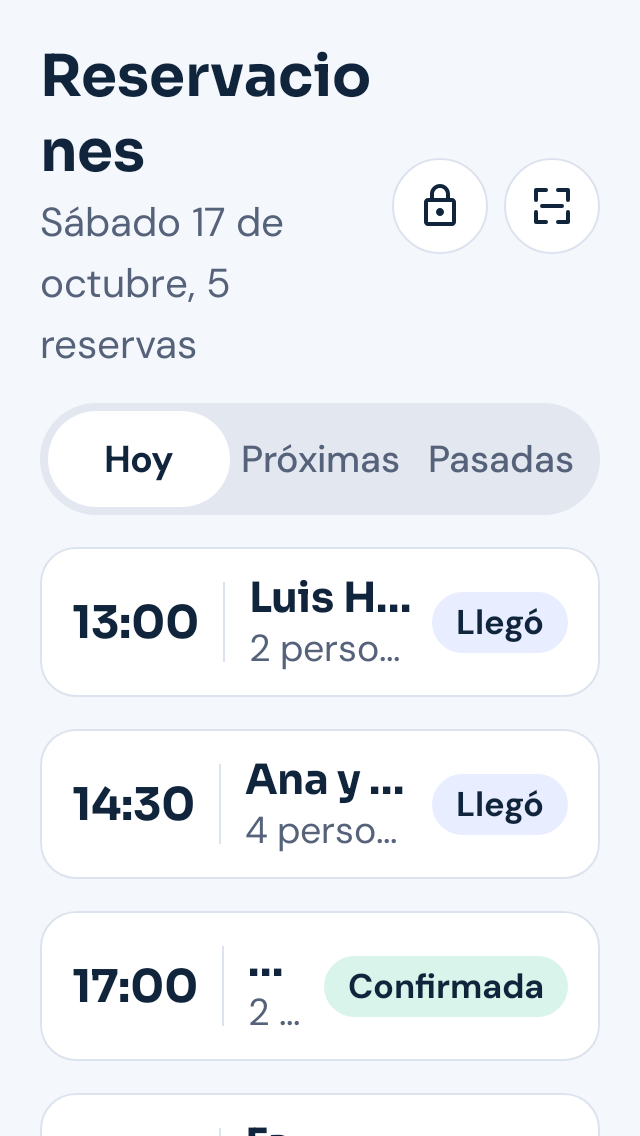 Reservacio
nes
Sábado 17 de
octubre, 5
reservas
Hoy Próximas Pasadas
13:00
Luis H...
2 perso...
Llegó
14:30
Ana y ...
4 perso...
Llegó
17:00
...
2 ...
Confirmada